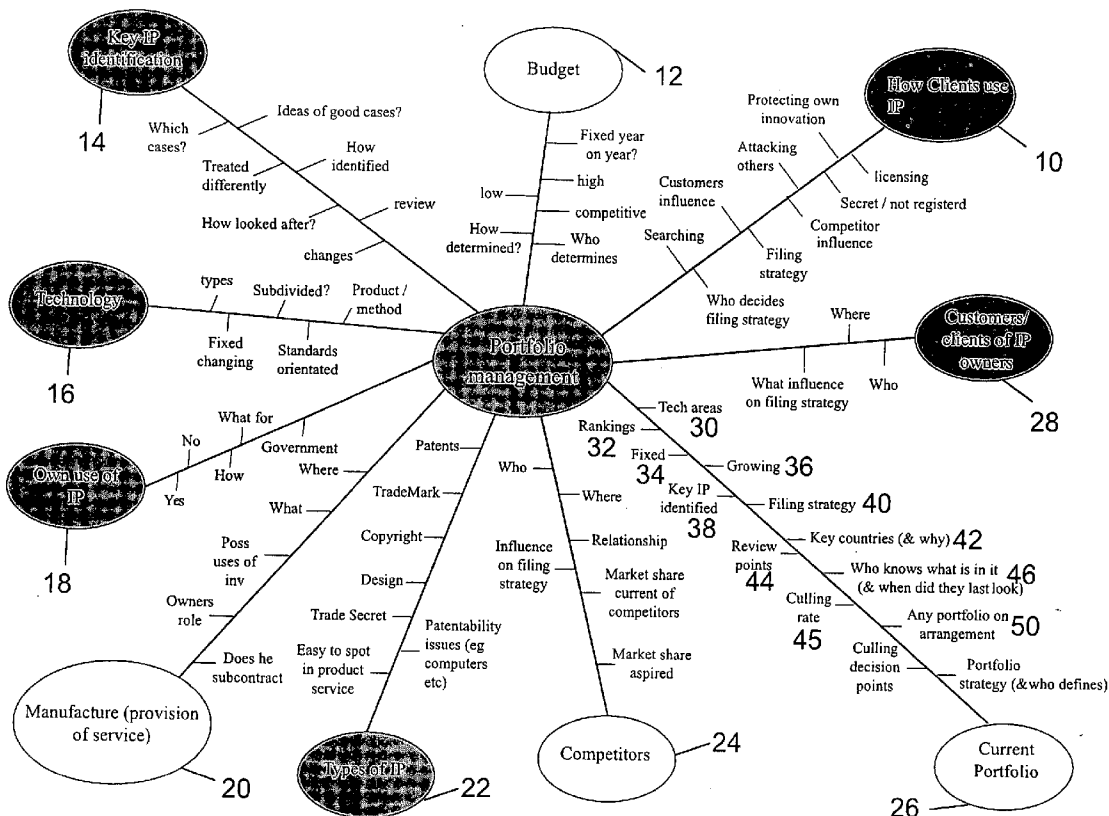 Key IP
identification
14
Ideas of good cases?
Which
cases?
How
identified
Treated
differently
review
How looked after?
changes
Budget
12
Fixed year
on year?
high
low
competitive
How
determined?
Who
determines
How Clients use
IP
10
Protecting own
innovation
licensing
Attacking
others
Secret / not registerd
Customers
influence
Competitor
influence
Searching
Filing
strategy
Who decides
filing strategy
Technology
16
types
Subdivided?
Product /
method
Fixed
changing
Standards
orientated
Portfolio
management
Customers/
clients of IP
owners
28
Where
What influence
on filing strategy
Who
Own use of
IP
18
No
What for
Government
Yes
How
Where
What
Poss
uses of
inv
Owners
role
Does he
subcontract
Manufacture (provision
of service)
20
Patents
TradeMark
Copyright
Design
Trade Secret
Patentability
issues (eg
computers
etc)
Easy to spot
in product
service
Types of IP
22
Who
Where
Relationship
Influence
on filing
strategy
Market share
current of
competitors
Market share
aspired
Competitors
24
Tech areas
30
Rankings
32
Fixed
34
Growing 36
Key IP
identified
38
Filing strategy 40
Key countries (& why) 42
Review
points
44
Who knows what is in it 46
(& when did they last look)
Culling
rate
45
Any portfolio on 50
arrangement
Culling
decision
points
Portfolio
strategy (&who defines)
Current
Portfolio
26